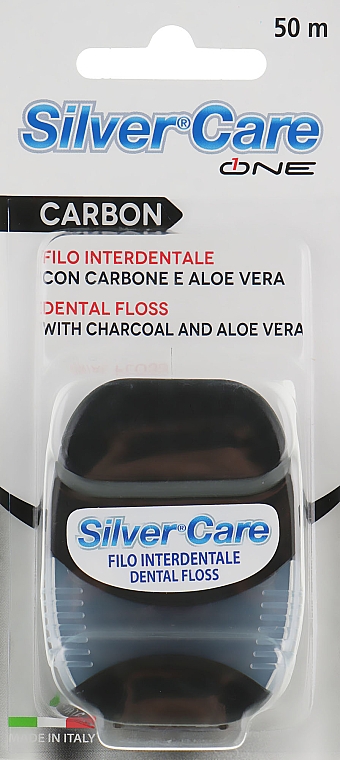 50 m
Silver® Care
1ONE
CARBON
FILO INTERDENTALE
CON CARBONE E ALOE VERA
DENTAL FLOSS
WITH CHARCOAL AND ALOE VERA
Silver® Care
FILO INTERDENTALE
DENTAL FLOSS
MADE IN ITALY